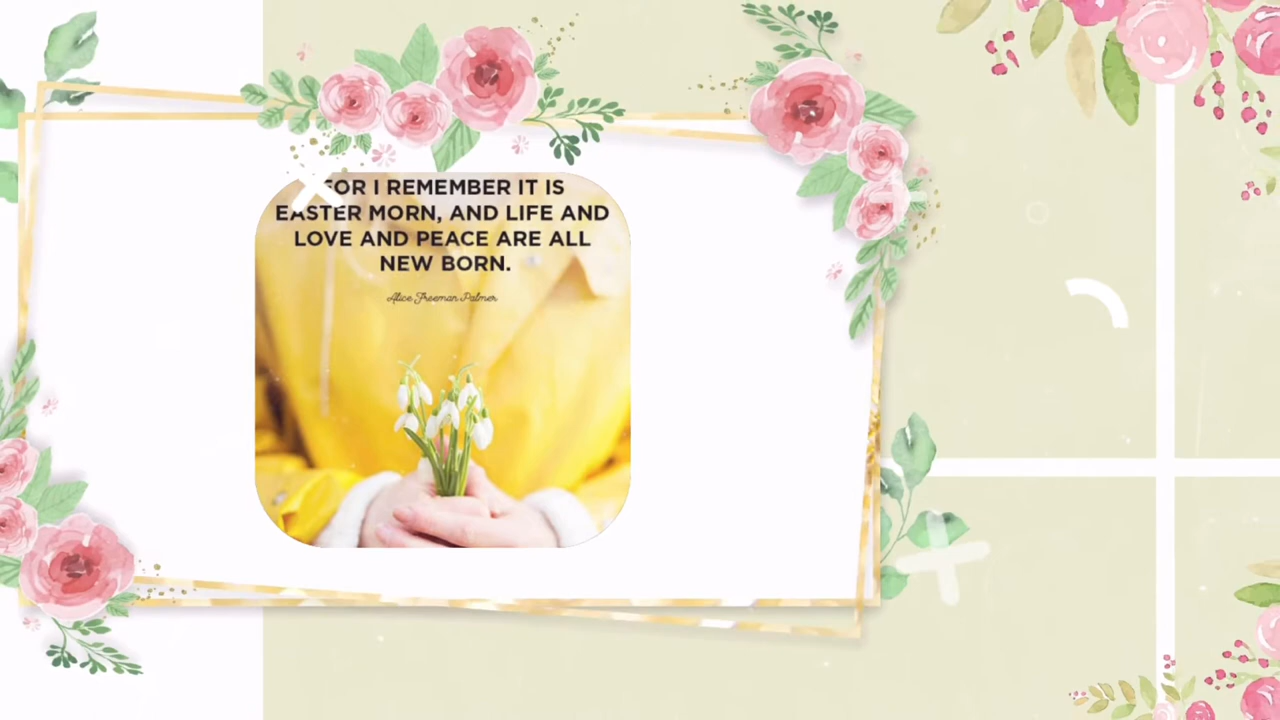 FOR I REMEMBER IT IS
EASTER MORN, AND LIFE AND
LOVE AND PEACE ARE ALL
NEW BORN.
Alice Freeman Palmer